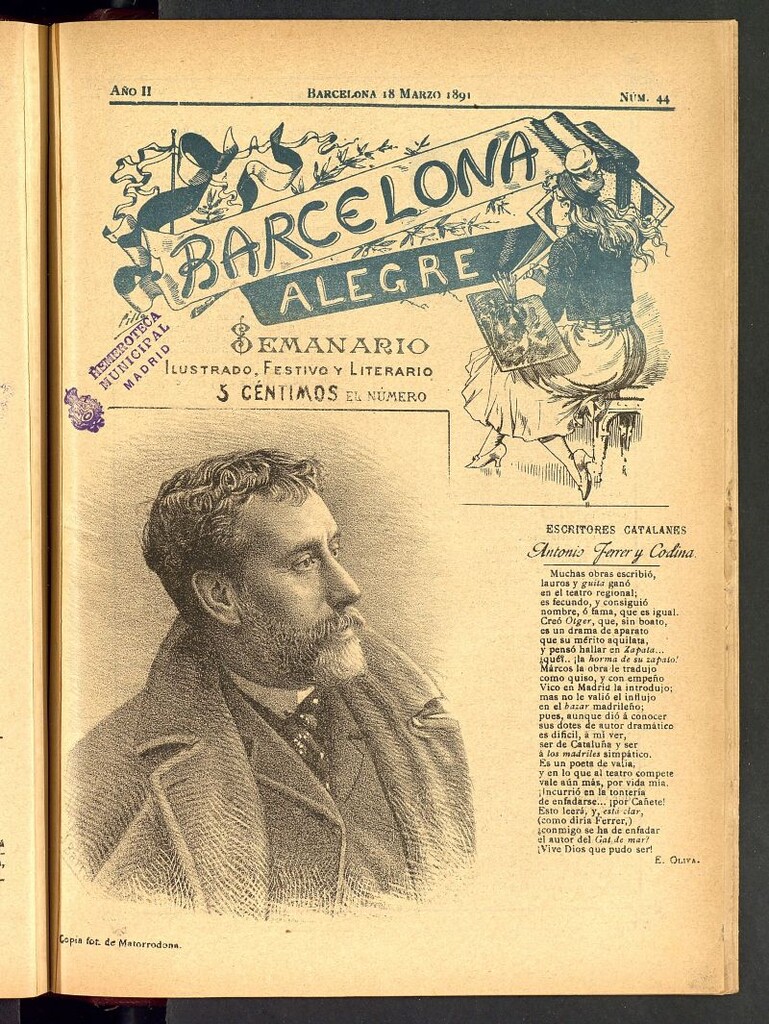 AÑO II
BARCELONA 18 MARZO 1891
NÚM. 44
BARCELONA
ALEGRE
SEMANARIO
ILUSTRADO, FESTIVO Y LITERARIO
5 CÉNTIMOS EL NÚMERO
HEMEROTECA
MUNICIPAL
MADRID
ESCRITORES CATALANES
Antonio Ferrer y Codina.
Muchas obras escribió,
lauros y guita ganó
en el teatro regional;
es fecundo, y consiguió
nombre, ó fama, que es igual.
Creó Otger, que, sin boato,
es un drama de aparato
que su mérito aquilata,
y pensó hallar en Zapata...
¿qué?.. ¡la horma de su zapato!
Márcos la obra le tradujo
como quiso, y con empeño
Vico en Madrid la introdujo;
mas no le valió el influjo
en el bazar madrileño;
pues, aunque dió á conocer
sus dotes de autor dramático
es difícil, á mi ver,
ser de Cataluña y ser
á los madriles simpático.
Es un poeta de valía,
y en lo que al teatro compete
vale aún más, por vida mía.
¡Incurrió en la tontería
de enfadarse... ¡por Cañete!
Esto leerá, y, está clar,
(como diría Ferrer,)
¿conmigo se ha de enfadar
el autor del Gat de mar?
¡Vive Dios que pudo ser!
E. OLIVA.
Copia fot. de Matorrodona.